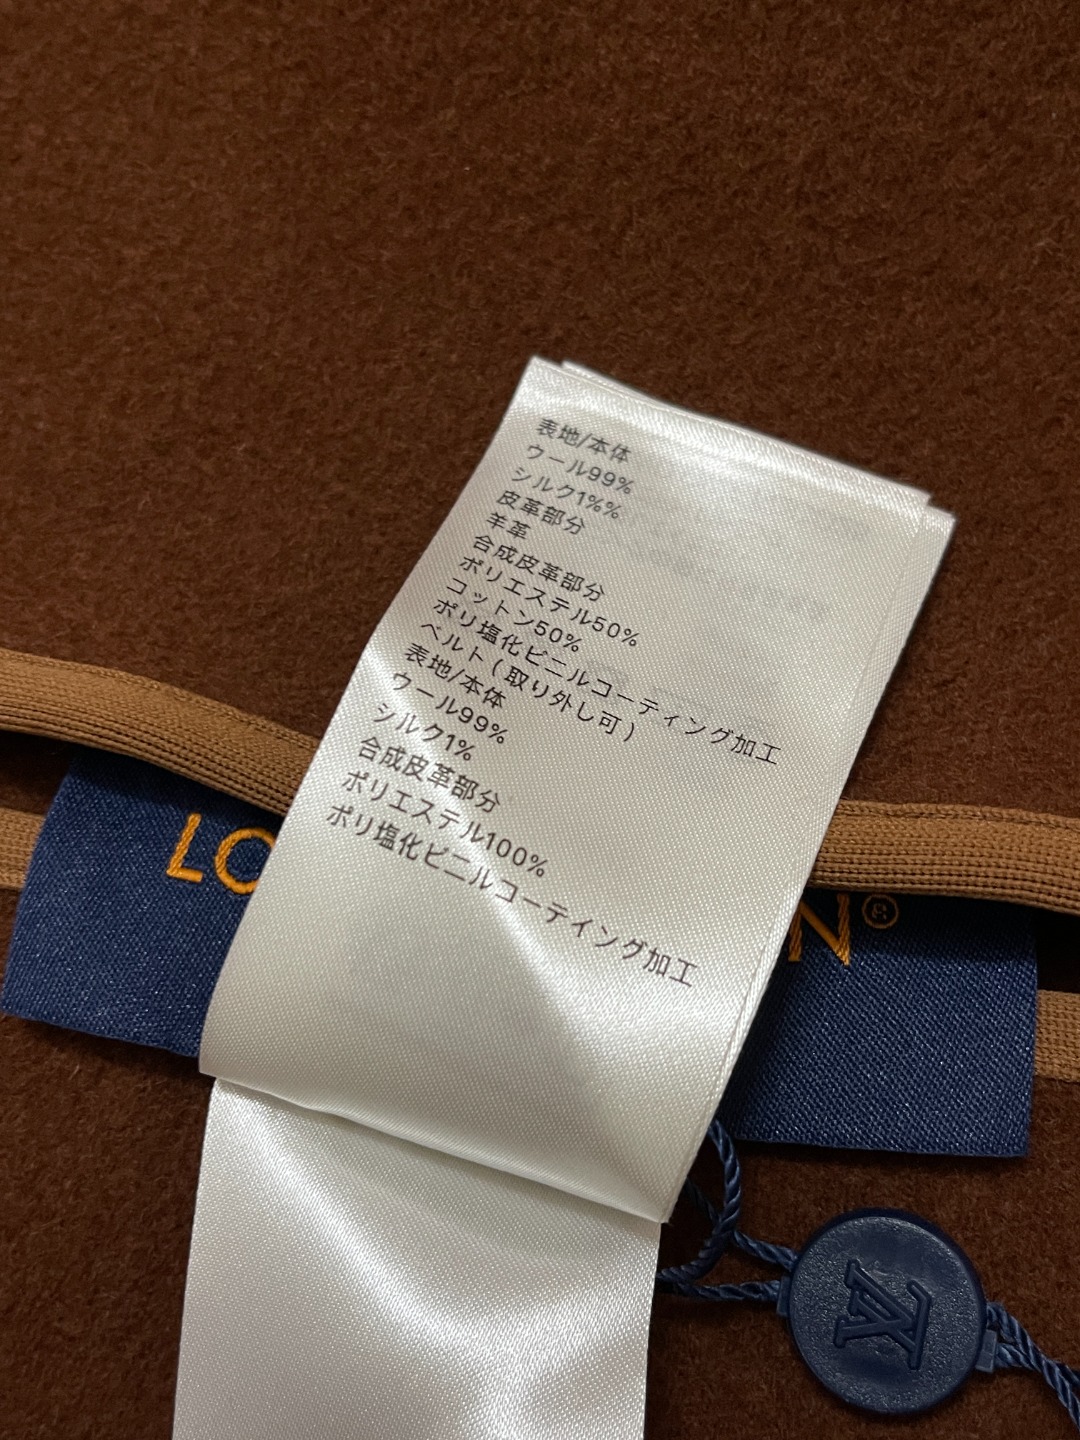 表地/本体
ウール99%
シルク1%%
皮革部分
羊革
合成皮革部分
ポリエステル50%
コットン50%
ポリ塩化ビニルコーティング加工
ベルト(取り外し可)
表地/本体
ウール99%
シルク1%
合成皮革部分
ポリエステル100%
ポリ塩化ビニルコーティング加工
LO N®
LV